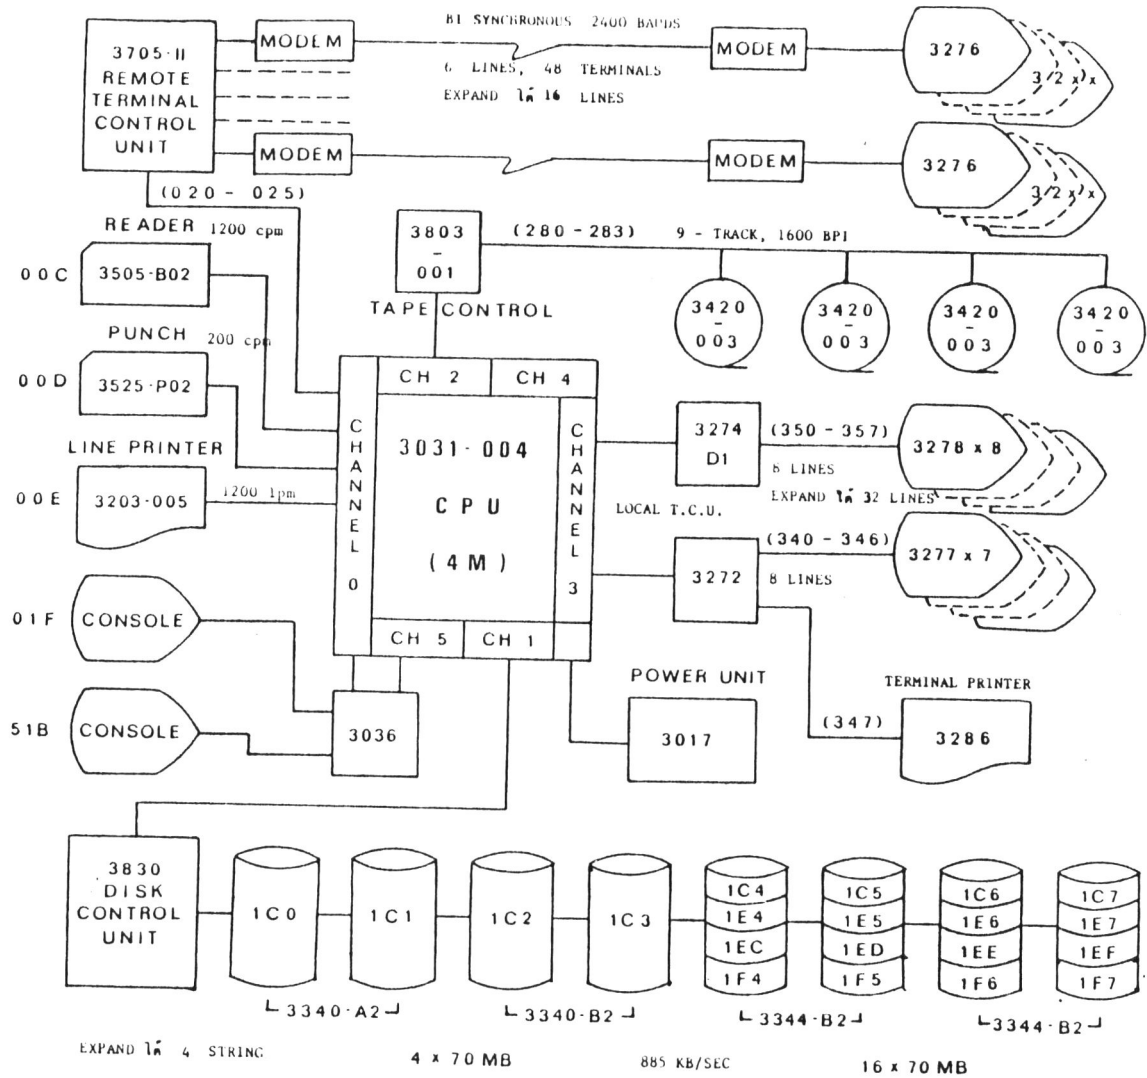 BI SYNCHRONOUS 2400 BAUDS
3705-II
REMOTE
TERMINAL
CONTROL
UNIT
MODEM
MODEM
3276
3/2 x x
6 LINES, 48 TERMINALS
EXPAND ได้ 16 LINES
MODEM
MODEM
3276
3/2 x x
(020 - 025)
READER 1200 cpm
00C
3505-B02
PUNCH 200 cpm
00D
3525-P02
LINE PRINTER
00E
3203-005
1200 lpm
3803
-
001
TAPE CONTROL
(280-283) 9 - TRACK, 1600 BPI
3420
-
003
3420
-
003
3420
-
003
3420
-
003
CH 2
CH 4
CHANNEL 0
3031-004
CPU
(4M)
CHANNEL 3
CH 5
CH 1
3274
D1
(350-357)
3278 x 8
8 LINES
EXPAND ได้ 32 LINES
LOCAL T.C.U.
3272
(340-346)
3277 x 7
8 LINES
01F
CONSOLE
51B
CONSOLE
3036
POWER UNIT
3017
TERMINAL PRINTER
(347)
3286
3830
DISK
CONTROL
UNIT
1C0
1C1
1C2
1C3
1C4
1E4
1EC
1F4
1C5
1E5
1ED
1F5
1C6
1E6
1EE
1F6
1C7
1E7
1EF
1F7
3340-A2
3340-B2
3344-B2
3344-B2
EXPAND ได้ 4 STRING
4 x 70 MB
885 KB/SEC
16 x 70 MB